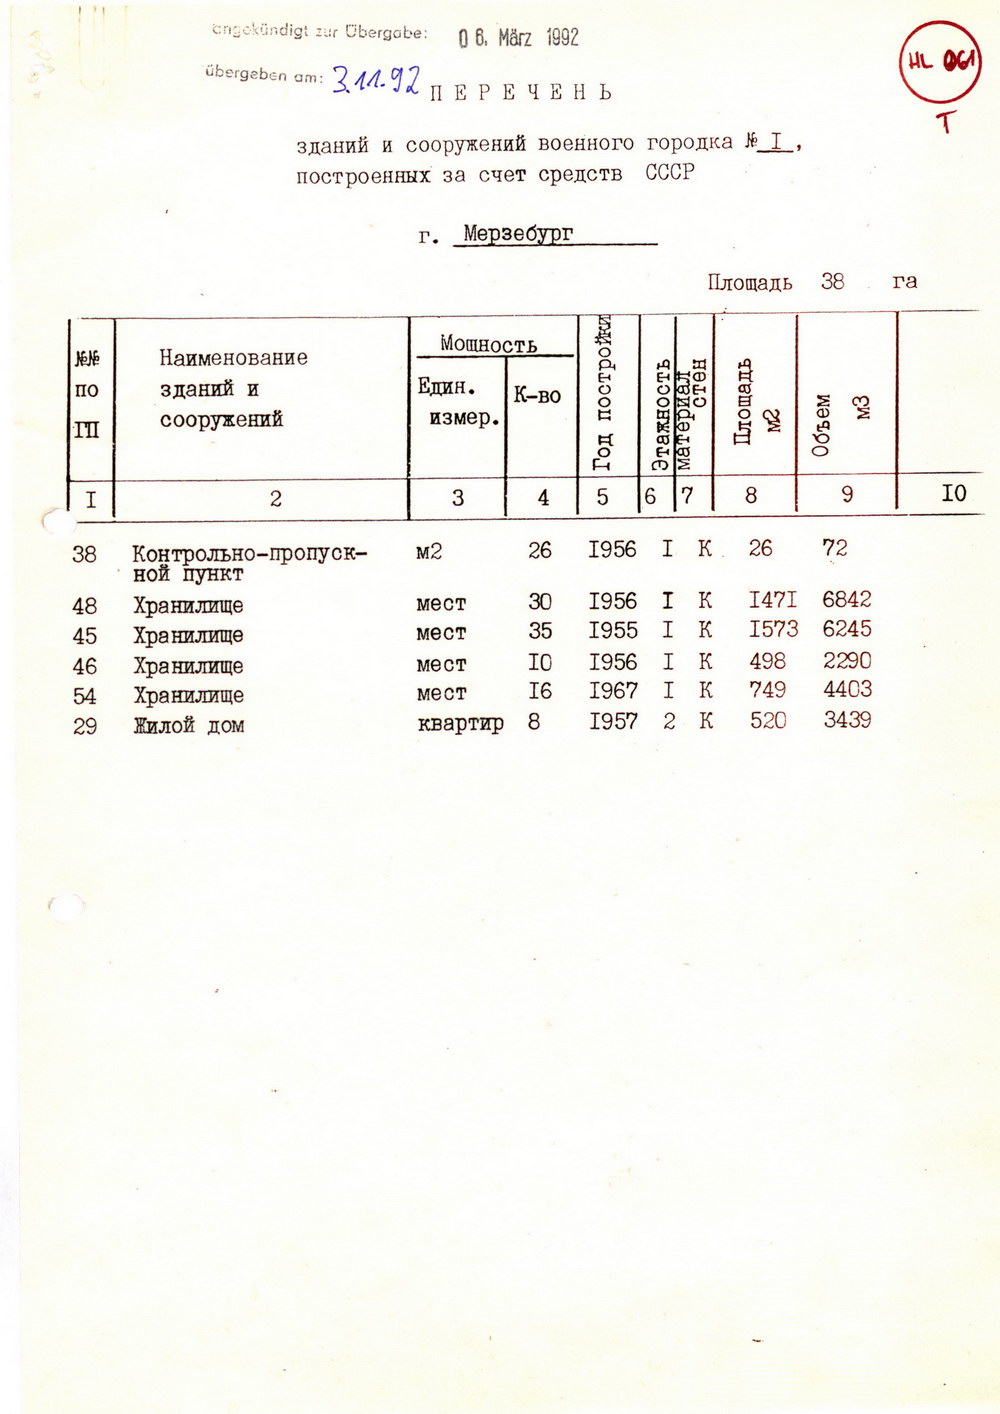 angekündigt zur Übergabe: 06. März 1992
übergeben am: 3.11.92
HL 061
T
ПЕРЕЧЕНЬ
зданий и сооружений военного городка № I,
построенных за счет средств СССР
г. Мерзебург
Площадь 38 га
№№ по ГП
Наименование зданий и сооружений
Мощность
Един. измер.
К-во
Год постройки
Этажность
материал стен
Площадь м2
Объем м3
I 2 3 4 5 6 7 8 9 IO
38 Контрольно-пропуск- м2 26 I956 I К 26 72
ной пункт
48 Хранилище мест 30 I956 I К I47I 6842
45 Хранилище мест 35 I955 I К I573 6245
46 Хранилище мест IO I956 I К 498 2290
54 Хранилище мест I6 I967 I К 749 4403
29 Жилой дом квартир 8 I957 2 К 520 3439